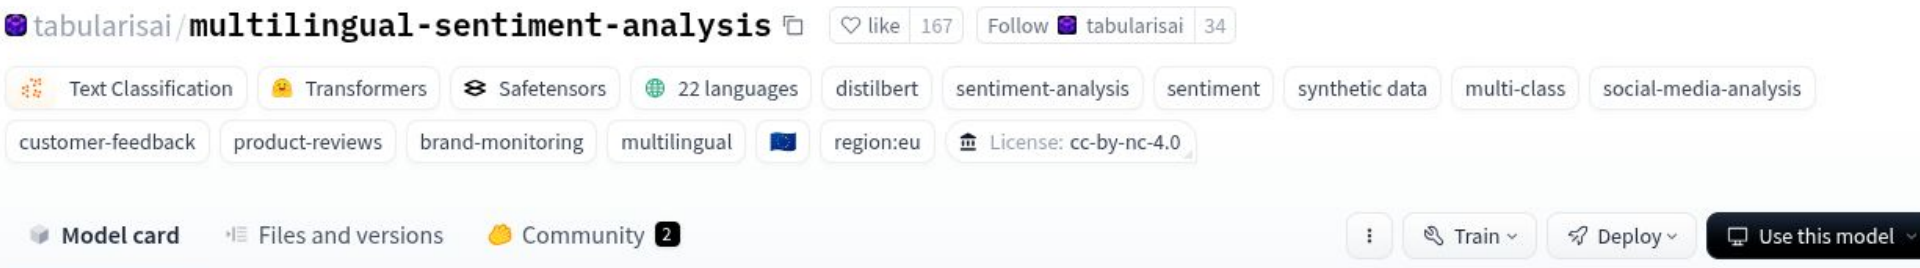 tabularisai/multilingual-sentiment-analysis like 167 Follow tabularisai 34
Text Classification Transformers Safetensors 22 languages distilbert sentiment-analysis sentiment synthetic data multi-class social-media-analysis
customer-feedback product-reviews brand-monitoring multilingual region:eu License: cc-by-nc-4.0
Model card Files and versions Community 2 Train Deploy Use this model